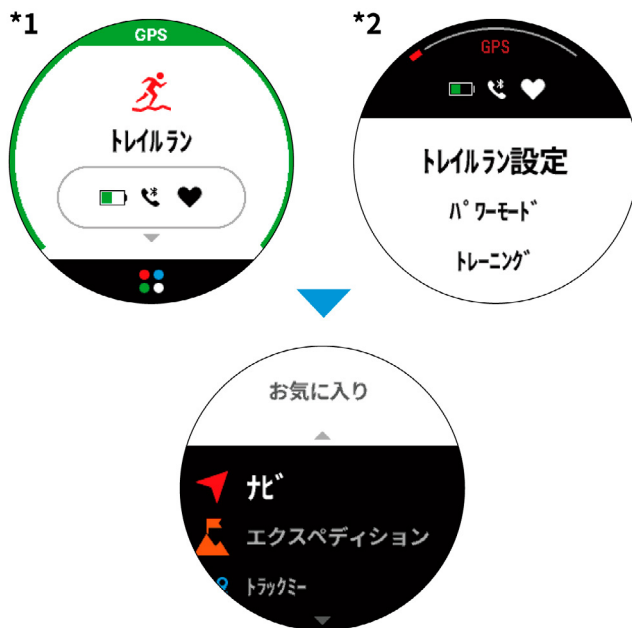 *1
GPS
トレイルラン
*2
GPS
トレイルラン設定
パワーモード
トレーニング
お気に入り
ナビ
エクスペディション
トラックミー